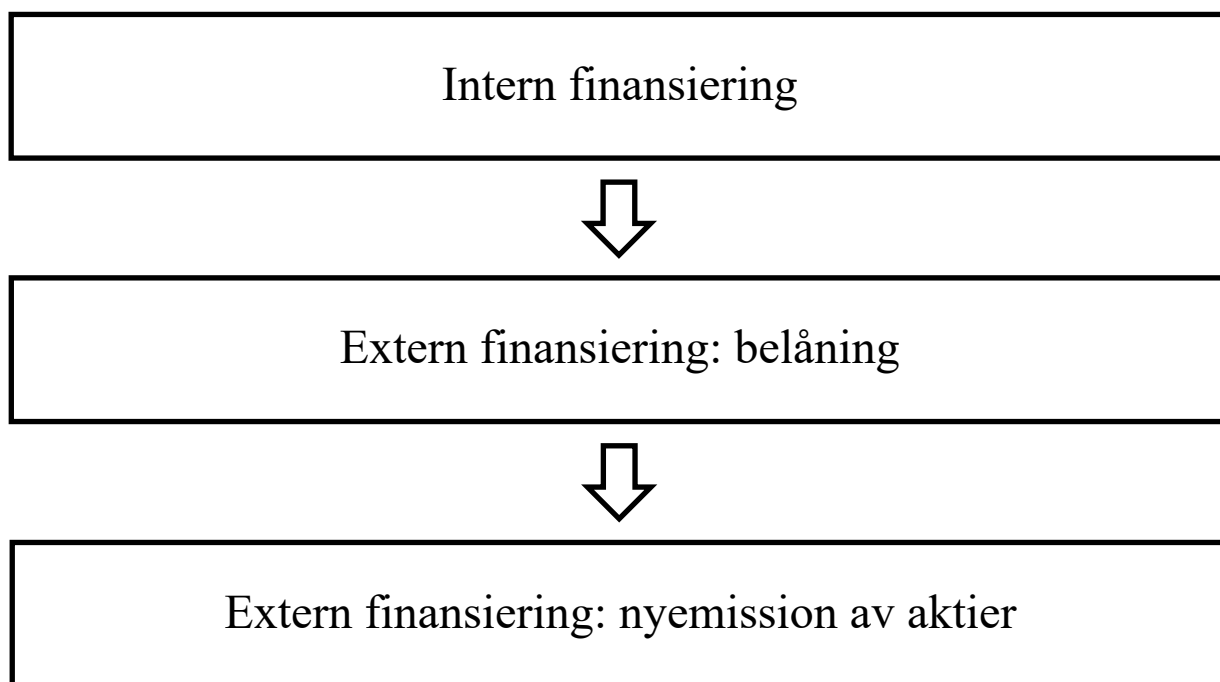 Intern finansiering
Extern finansiering: belåning
Extern finansiering: nyemission av aktier